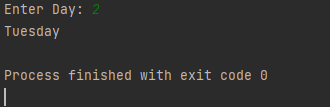 Enter Day: 2
Tuesday
Process finished with exit code 0